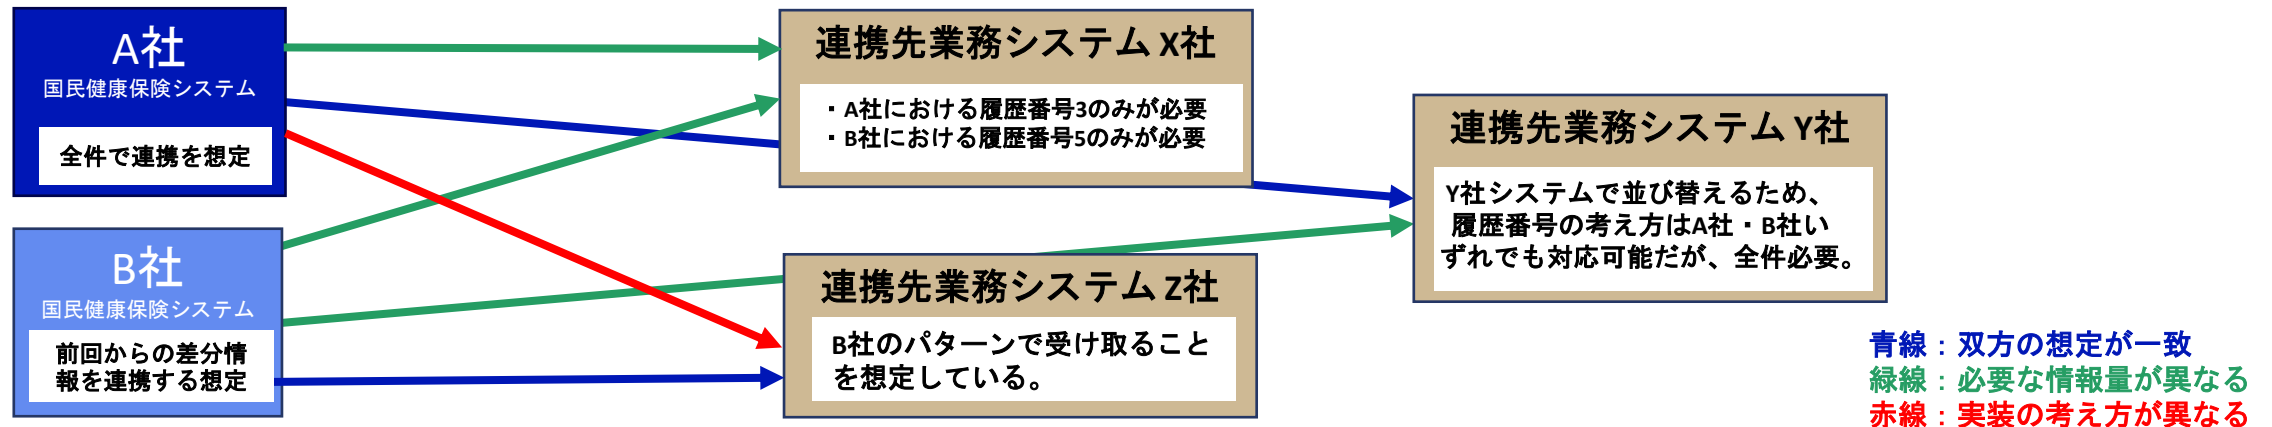 A社
国民健康保険システム
全件で連携を想定
B社
国民健康保険システム
前回からの差分情
報を連携する想定
連携先業務システム X社
・A社における履歴番号3のみが必要
・B社における履歴番号5のみが必要
連携先業務システム Z社
B社のパターンで受け取ること
を想定している。
連携先業務システム Y社
Y社システムで並び替えるため、
履歴番号の考え方はA社・B社い
ずれでも対応可能だが、全件必要。
青線：双方の想定が一致
緑線：必要な情報量が異なる
赤線：実装の考え方が異なる